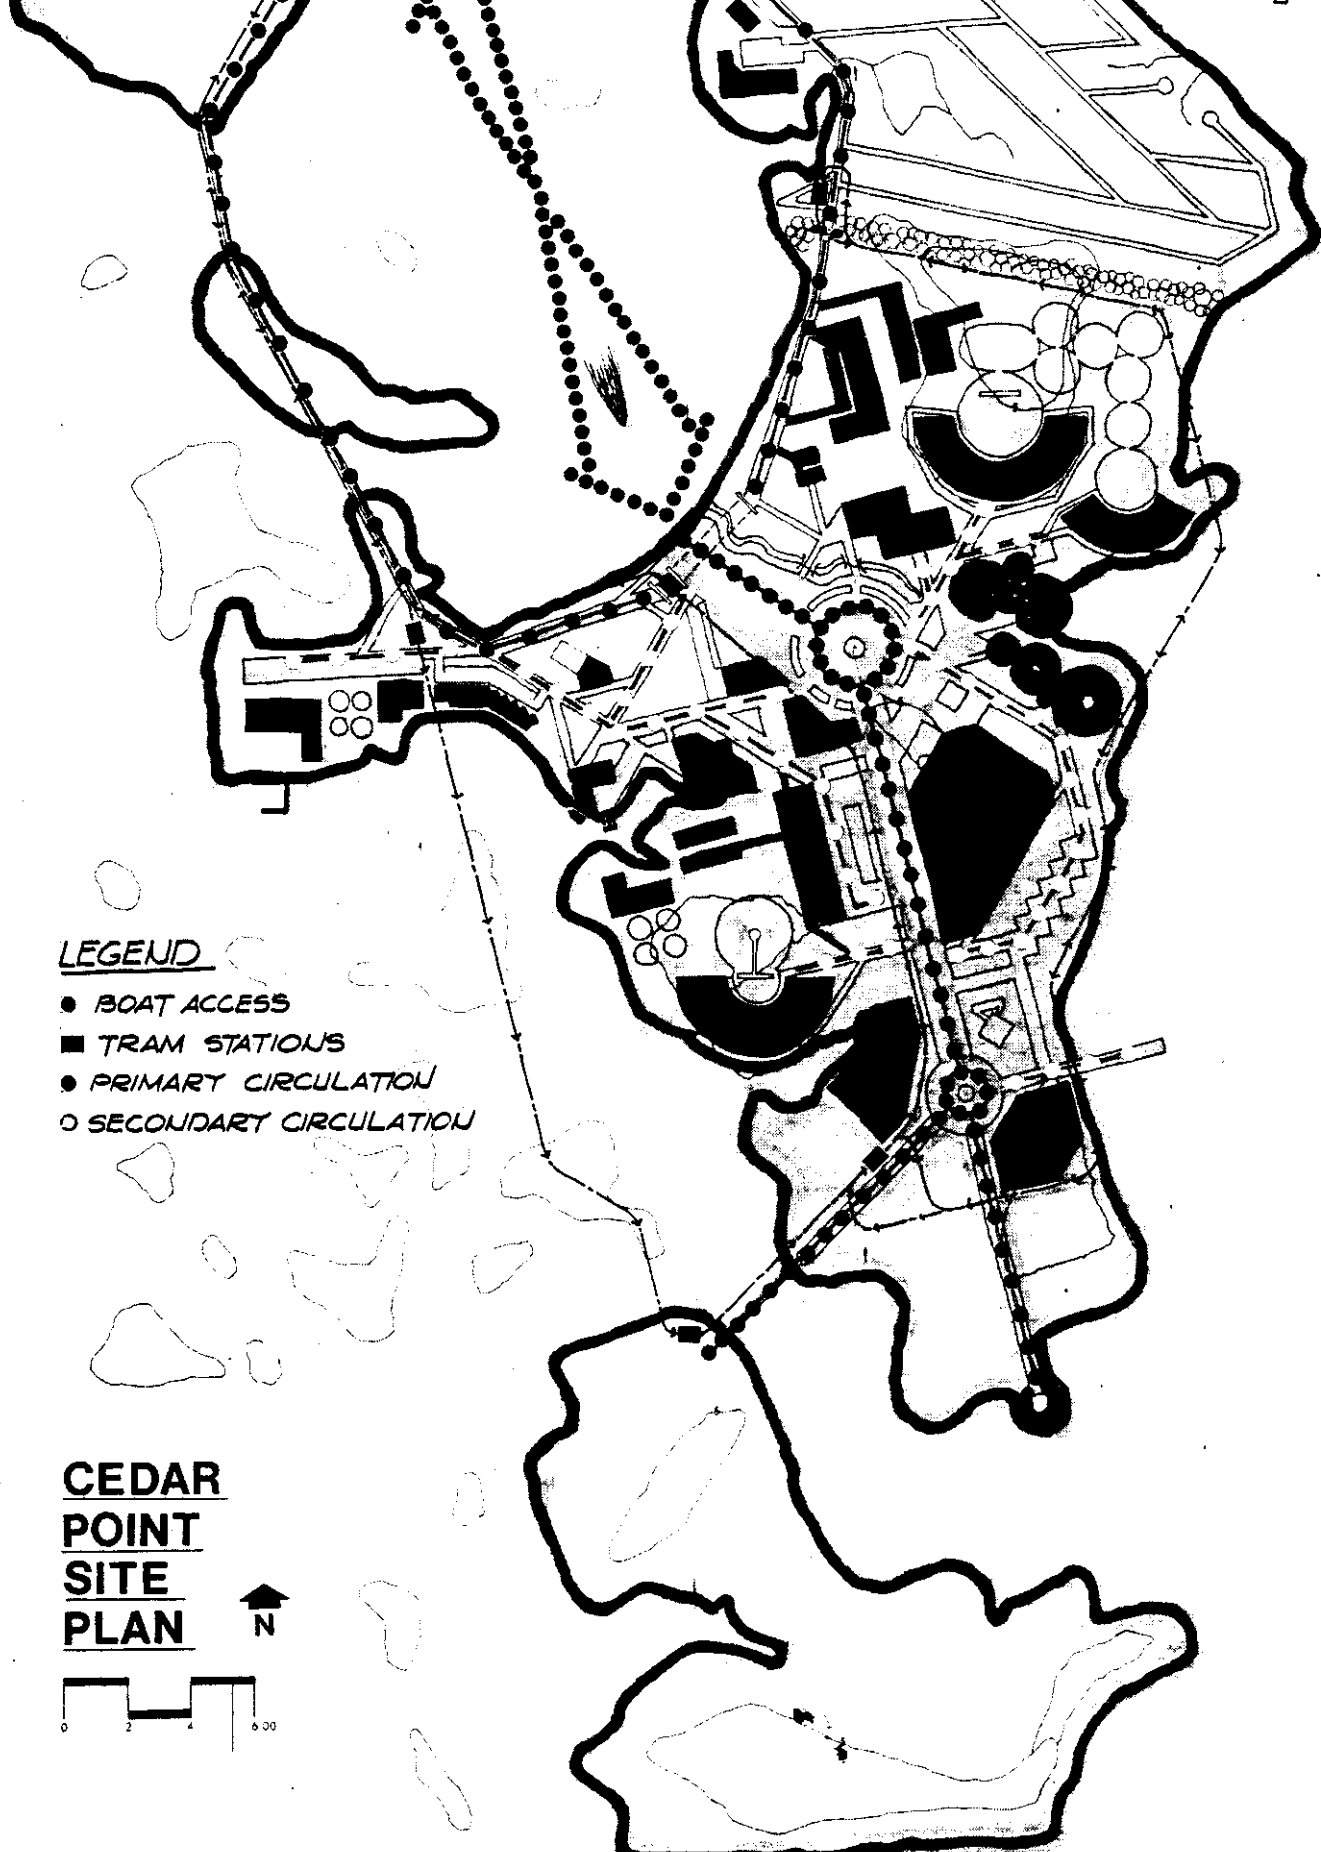 LEGEND
BOAT ACCESS
TRAM STATIONS
PRIMARY CIRCULATION
SECONDARY CIRCULATION
CEDAR
POINT
SITE
PLAN
N
0 2 4 600